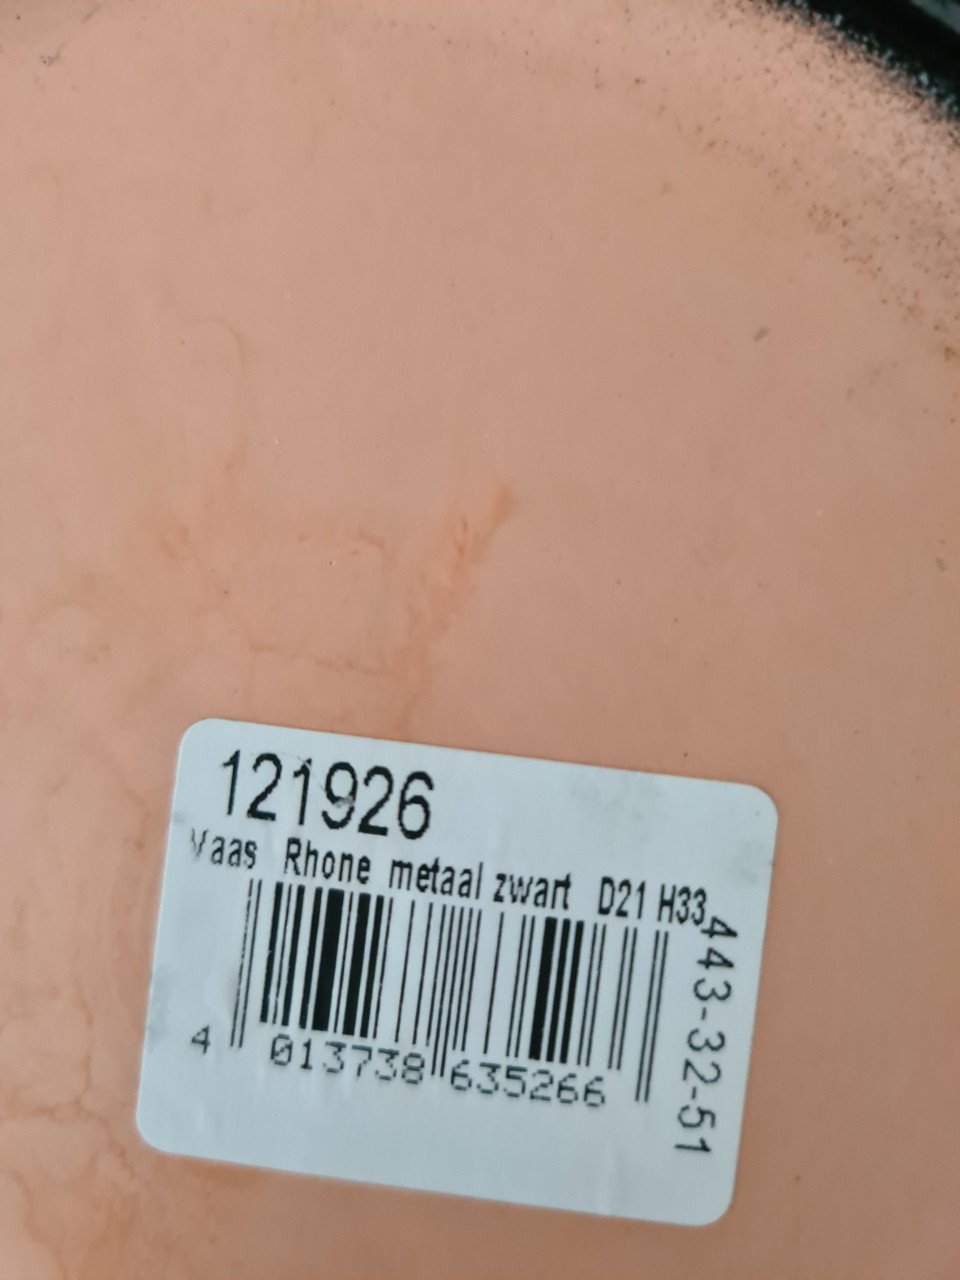 121926
Vaas Rhone metaal zwart D21 H33
443-32-51
4 013738 635266